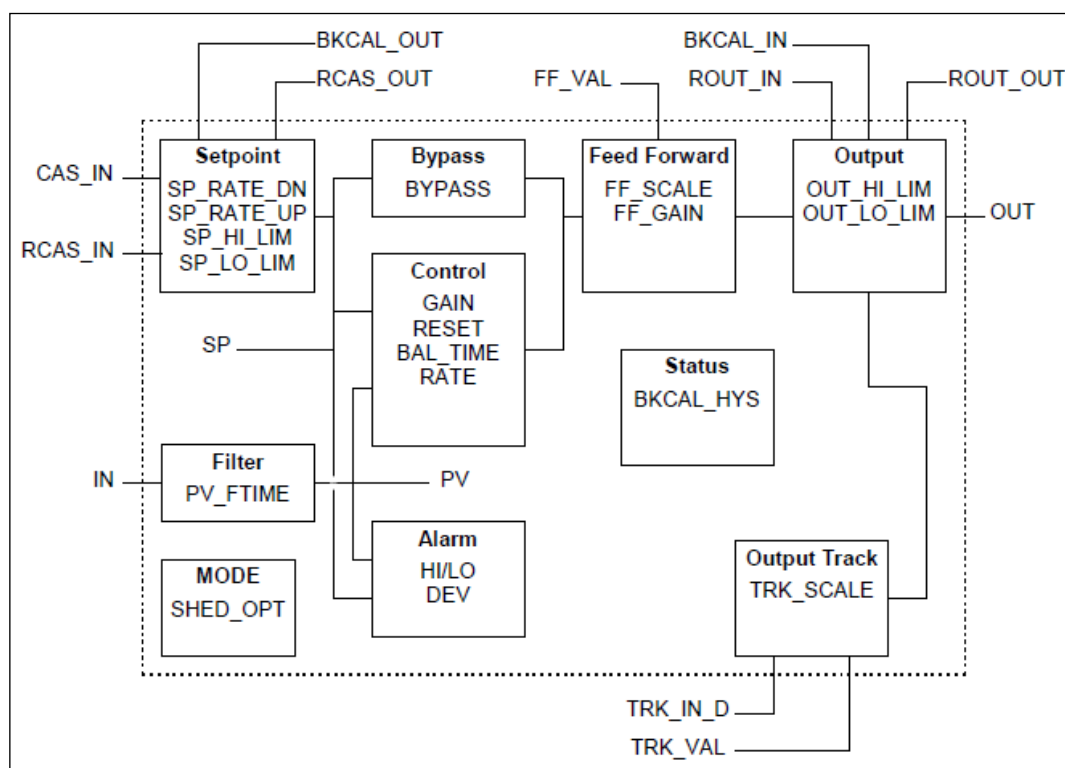 BKCAL_OUT
BKCAL_IN
RCAS_OUT
FF_VAL
ROUT_IN
ROUT_OUT
CAS_IN
RCAS_IN
Setpoint
SP_RATE_DN
SP_RATE_UP
SP_HI_LIM
SP_LO_LIM
Bypass
BYPASS
Feed Forward
FF_SCALE
FF_GAIN
Output
OUT_HI_LIM
OUT_LO_LIM
OUT
Control
GAIN
RESET
BAL_TIME
RATE
SP
Status
BKCAL_HYS
IN
Filter
PV_FTIME
PV
Alarm
HI/LO
DEV
MODE
SHED_OPT
Output Track
TRK_SCALE
TRK_IN_D
TRK_VAL